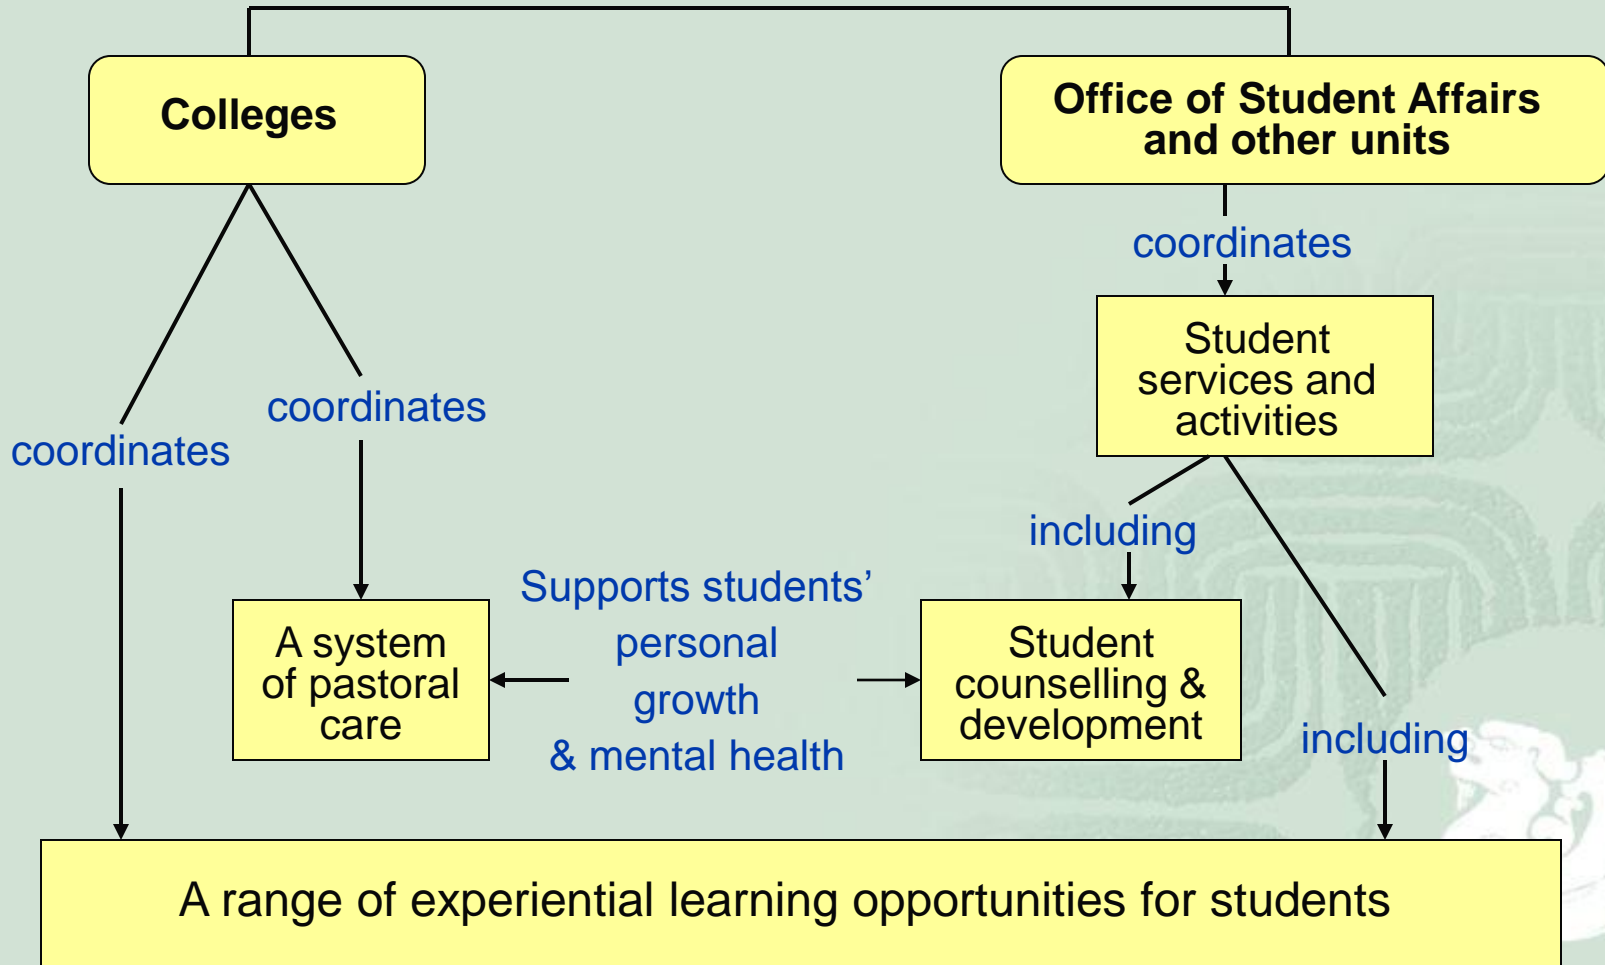 Colleges
Office of Student Affairs
and other units
coordinates
Student
services and
activities
coordinates
coordinates
including
Supports students’
personal
growth
& mental health
A system
of pastoral
care
Student
counselling &
development
including
A range of experiential learning opportunities for students